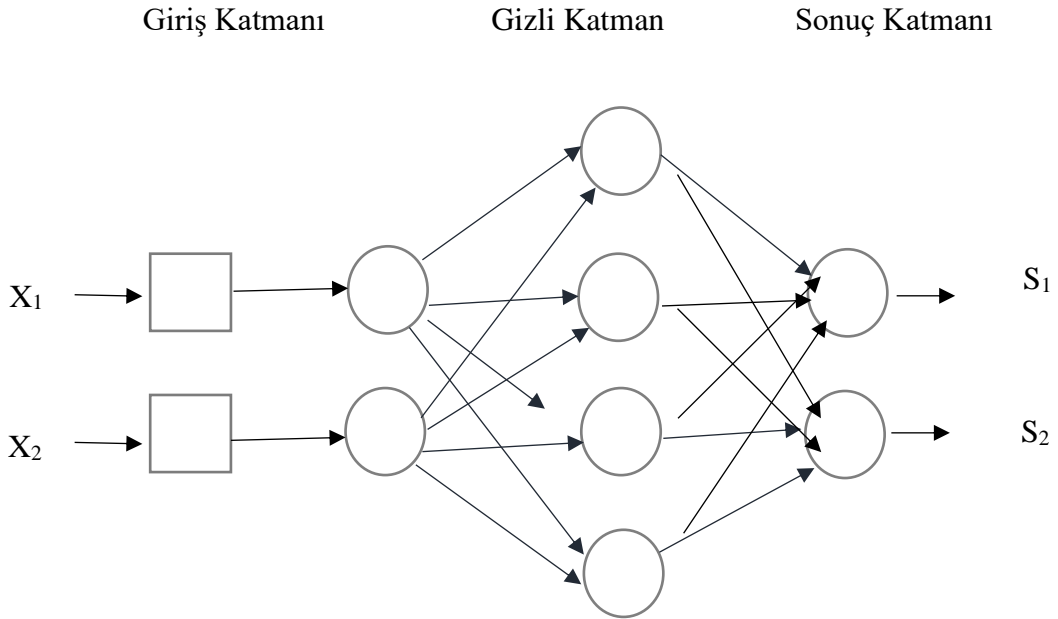 Giriş Katmanı
Gizli Katman
Sonuç Katmanı
X1
S1
X2
S2